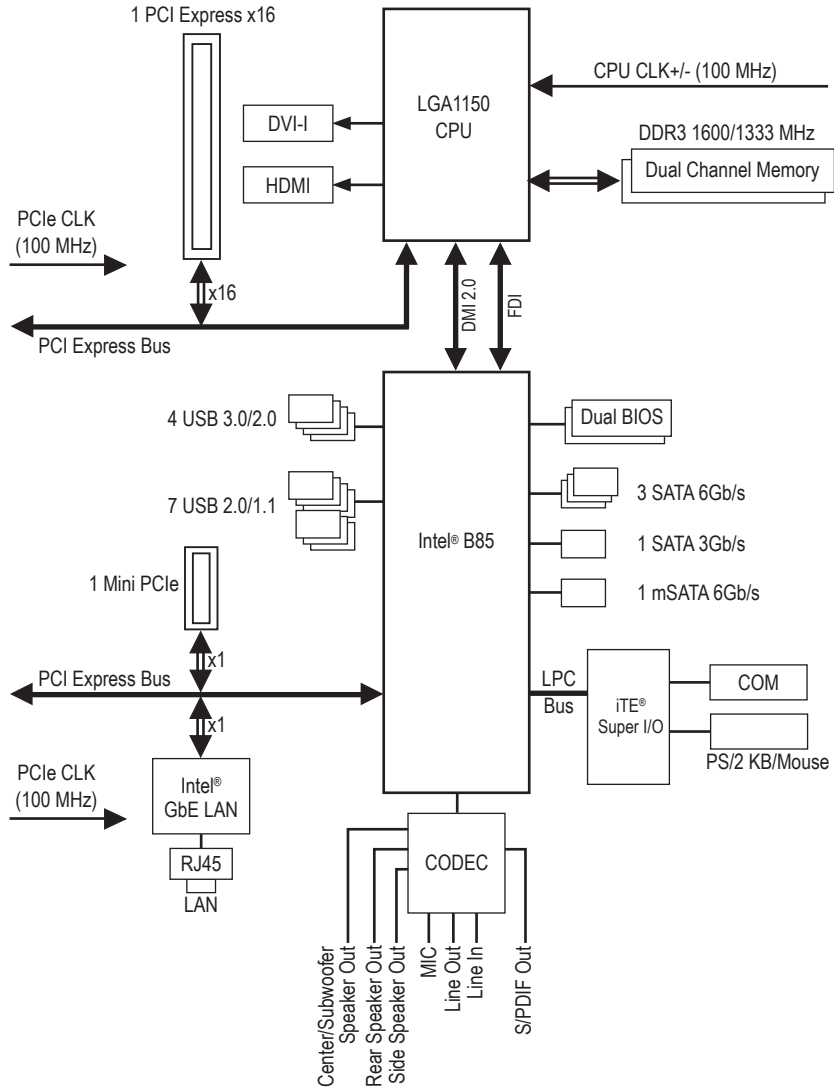 1 PCI Express x16
LGA1150
CPU
CPU CLK+/- (100 MHz)
DVI-I
HDMI
DDR3 1600/1333 MHz
Dual Channel Memory
PCIe CLK
(100 MHz)
x16
PCI Express Bus
DMI 2.0
FDI
4 USB 3.0/2.0
Dual BIOS
7 USB 2.0/1.1
3 SATA 6Gb/s
Intel® B85
1 SATA 3Gb/s
1 Mini PCIe
1 mSATA 6Gb/s
x1
PCI Express Bus
LPC
Bus
iTE®
Super I/O
COM
PS/2 KB/Mouse
x1
PCIe CLK
(100 MHz)
Intel®
GbE LAN
RJ45
LAN
CODEC
Center/Subwoofer
Speaker Out
Rear Speaker Out
Side Speaker Out
MIC
Line Out
Line In
S/PDIF Out